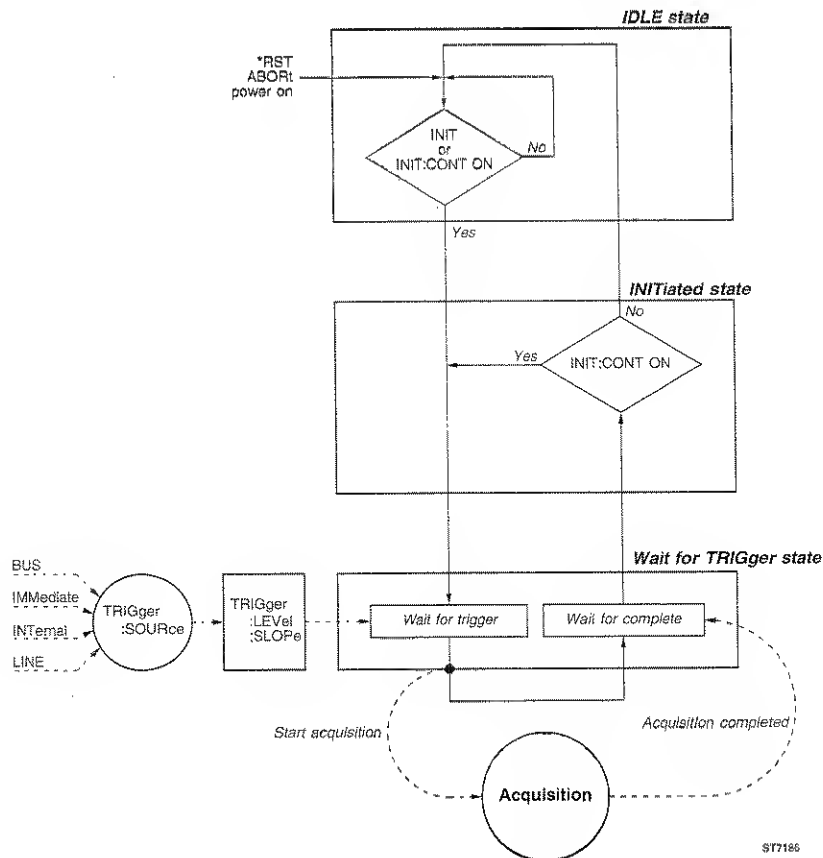 IDLE state
*RST
ABORt
power on
INIT
or
INIT:CONT ON
No
Yes
INITiated state
No
Yes
INIT:CONT ON
Wait for TRIGger state
BUS
IMMediate
INTernal
LINE
TRIGger
:SOURce
TRIGger
:LEVel
:SLOPe
Wait for trigger
Wait for complete
Start acquisition
Acquisition completed
Acquisition
ST7186